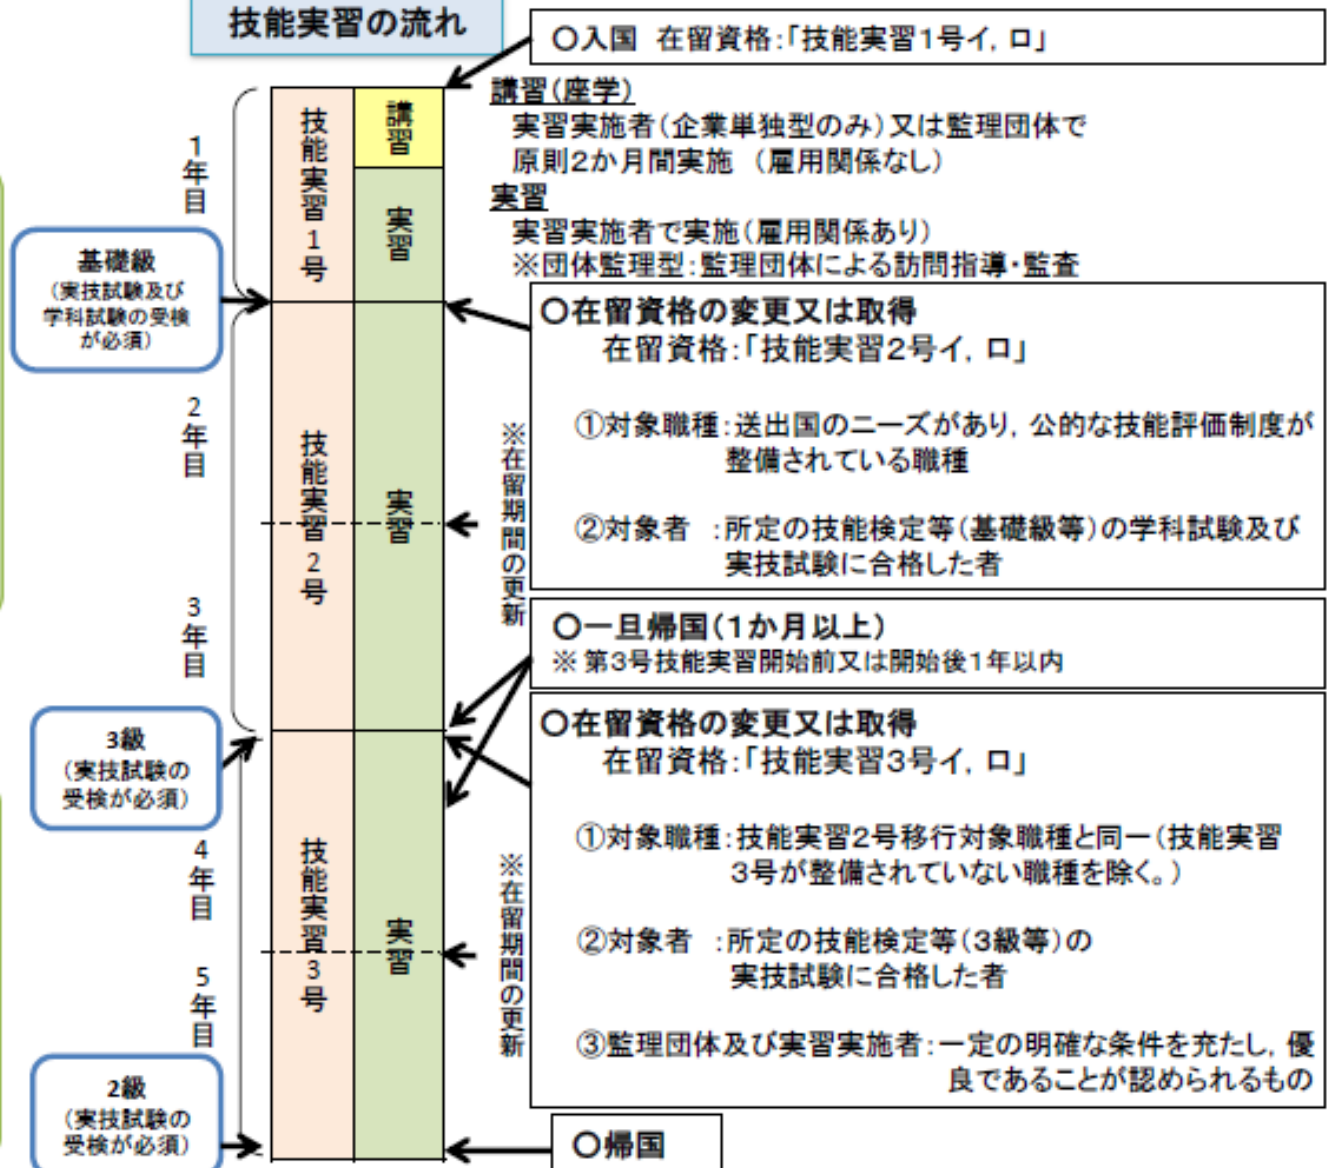 技能実習の流れ
○入国 在留資格：「技能実習1号イ，ロ」
講習（座学）
実習実施者（企業単独型のみ）又は監理団体で
原則2か月間実施 （雇用関係なし）
実習
実習実施者で実施（雇用関係あり）
※団体監理型：監理団体による訪問指導・監査
1年目
技能実習1号
講習
実習
基礎級
（実技試験及び
学科試験の受検
が必須）
○在留資格の変更又は取得
在留資格：「技能実習2号イ，ロ」
①対象職種：送出国のニーズがあり，公的な技能評価制度が
整備されている職種
②対象者 ：所定の技能検定等（基礎級等）の学科試験及び
実技試験に合格した者
2年目
技能実習2号
実習
※在留期間の更新
3年目
○一旦帰国（1か月以上）
※ 第3号技能実習開始前又は開始後1年以内
3級
（実技試験の
受検が必須）
○在留資格の変更又は取得
在留資格：「技能実習3号イ，ロ」
①対象職種：技能実習2号移行対象職種と同一（技能実習
3号が整備されていない職種を除く。）
②対象者 ：所定の技能検定等（3級等）の
実技試験に合格した者
③監理団体及び実習実施者：一定の明確な条件を充たし，優
良であることが認められるもの
4年目
技能実習3号
実習
※在留期間の更新
5年目
2級
（実技試験の
受検が必須）
○帰国